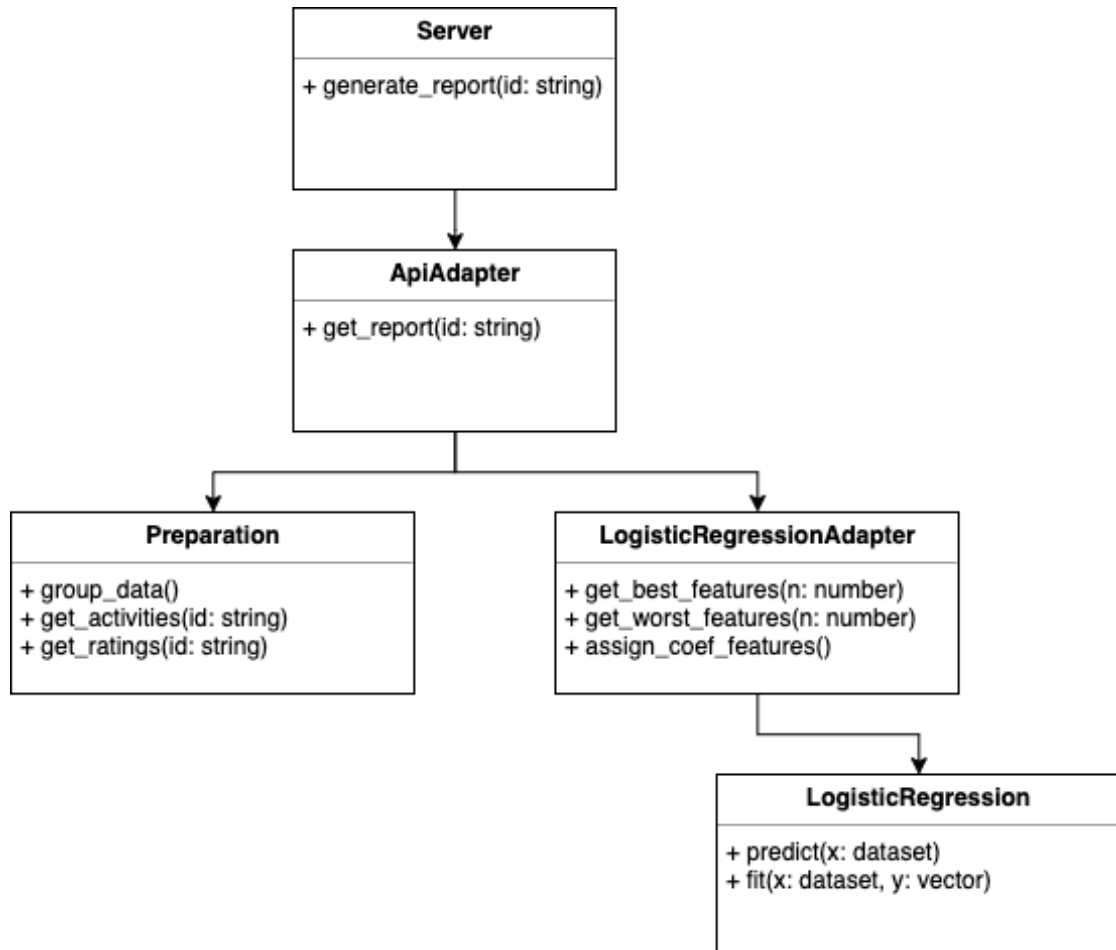 Server
+ generate_report(id: string)
ApiAdapter
+ get_report(id: string)
Preparation
+ group_data()
+ get_activities(id: string)
+ get_ratings(id: string)
LogisticRegressionAdapter
+ get_best_features(n: number)
+ get_worst_features(n: number)
+ assign_coef_features()
LogisticRegression
+ predict(x: dataset)
+ fit(x: dataset, y: vector)